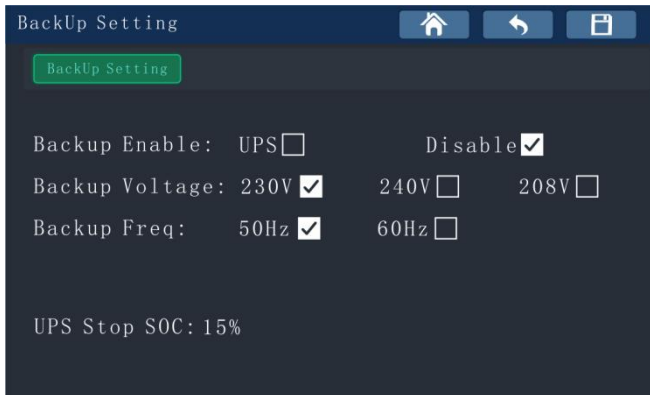 BackUp Setting
BackUp Setting
Backup Enable: UPS Disable
Backup Voltage: 230V 240V 208V
Backup Freq: 50Hz 60Hz
UPS Stop SOC: 15%